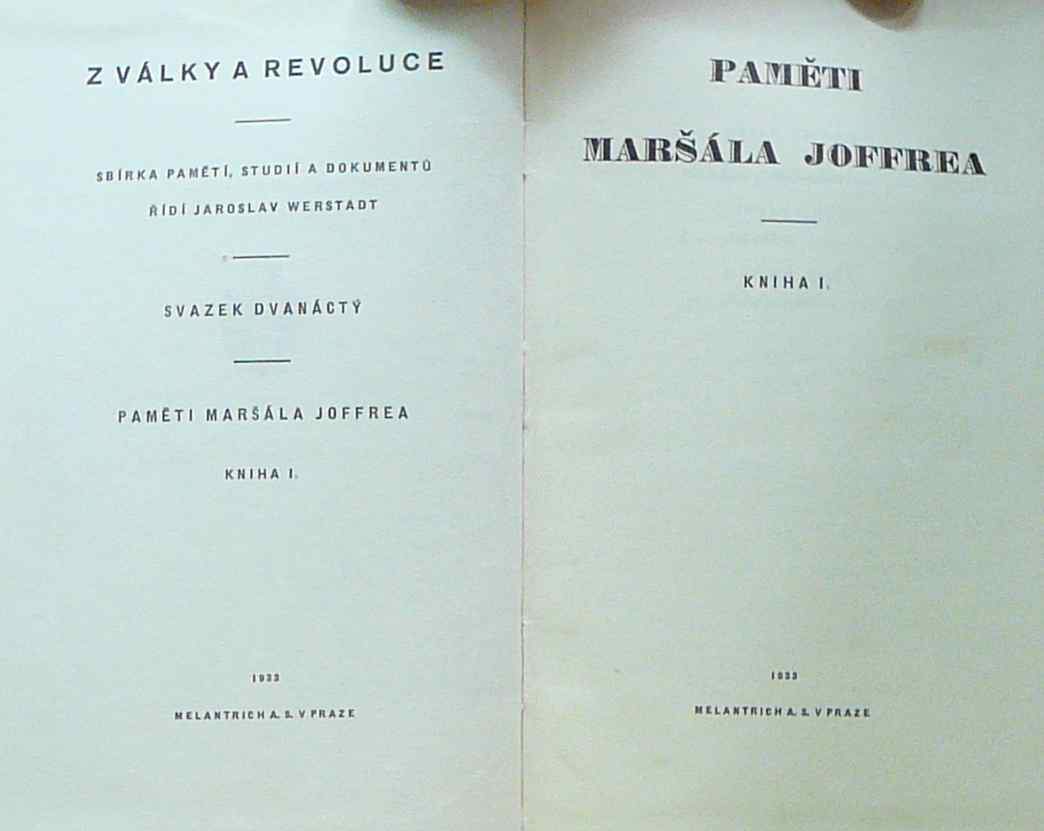 Z VÁLKY A REVOLUCE
SBÍRKA PAMĚTÍ, STUDIÍ A DOKUMENTŮ
ŘÍDÍ JAROSLAV WERSTADT
SVAZEK DVANÁCTÝ
PAMĚTI MARŠÁLA JOFFREA
KNIHA I.
1933
MELANTRICH A. S. V PRAZE
PAMĚTI
MARŠÁLA JOFFREA
KNIHA I.
1933
MELANTRICH A. S. V PRAZE